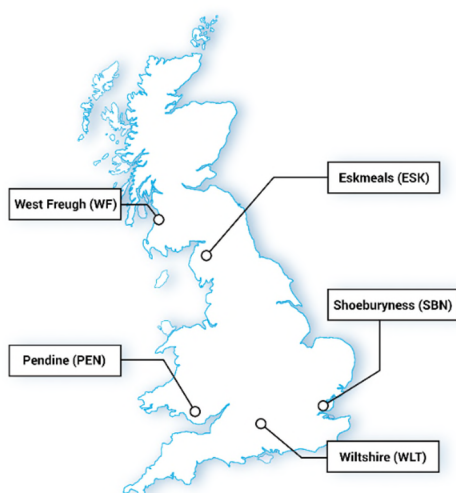 Eskmeals (ESK)
West Freugh (WF)
Shoeburyness (SBN)
Pendine (PEN)
Wiltshire (WLT)